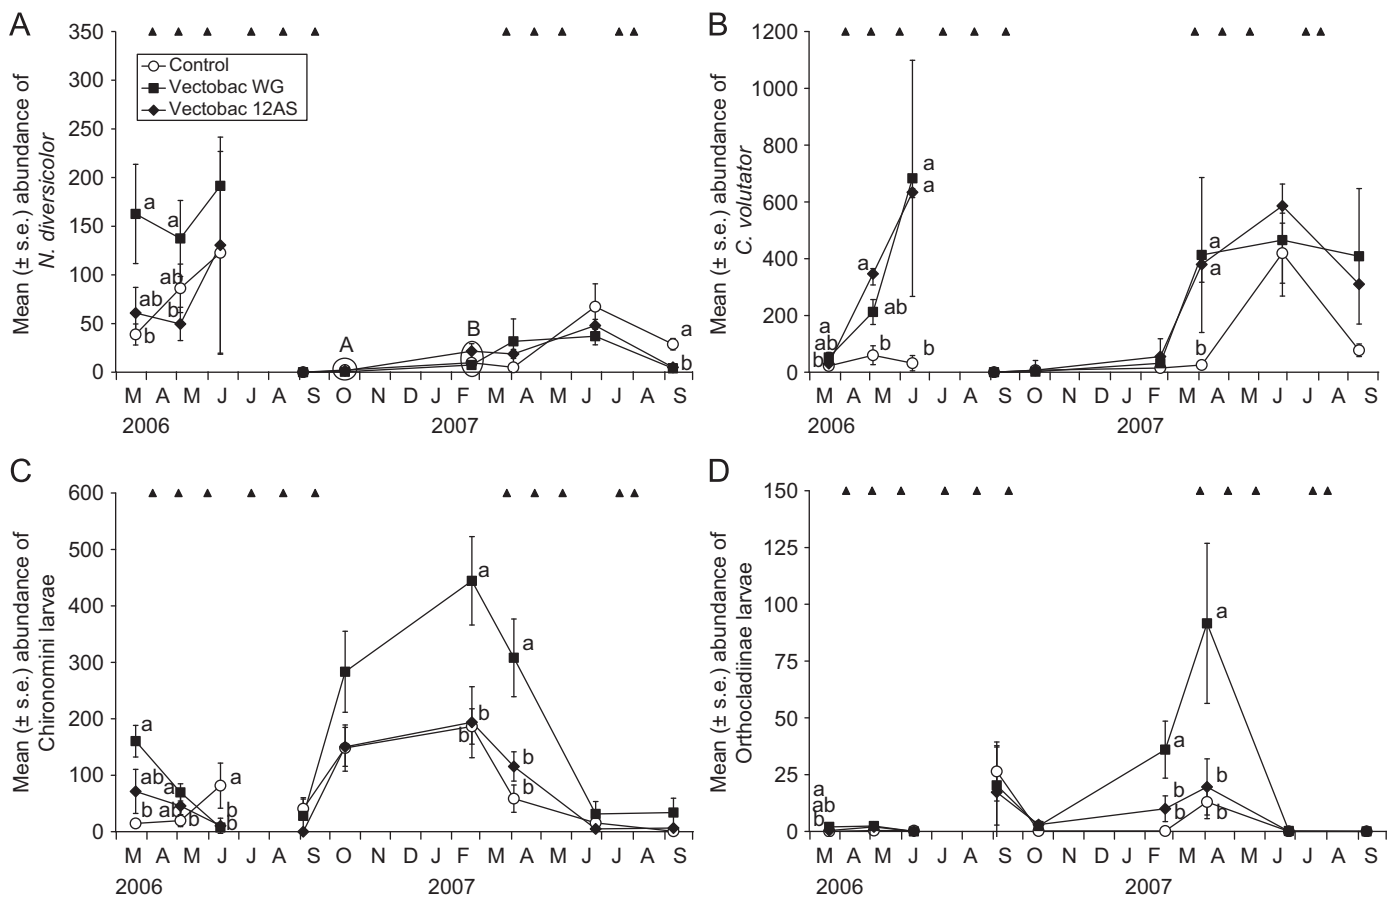 A
Mean (± s.e.) abundance of
N. diversicolor
350
300
250
200
150
100
50
0
Control
Vectobac WG
Vectobac 12AS
a
a
ab
ab
b
b
A
B
a
b
M A M J J A S O N D J F M A M J J A S
2006 2007
B
Mean (± s.e.) abundance of
C. volutator
1200
1000
800
600
400
200
0
a
a
a
ab
a
ab
b
b
b
a
a
b
M A M J J A S O N D J F M A M J J A S
2006 2007
C
Mean (± s.e.) abundance of
Chironomini larvae
600
500
400
300
200
100
0
a
ab
b
a
ab
b
a
b
b
a
b
b
a
b
b
M A M J J A S O N D J F M A M J J A S
2006 2007
D
Mean (± s.e.) abundance of
Orthocladiinae larvae
150
125
100
75
50
25
0
a
ab
b
a
b
b
a
b
b
M A M J J A S O N D J F M A M J J A S
2006 2007